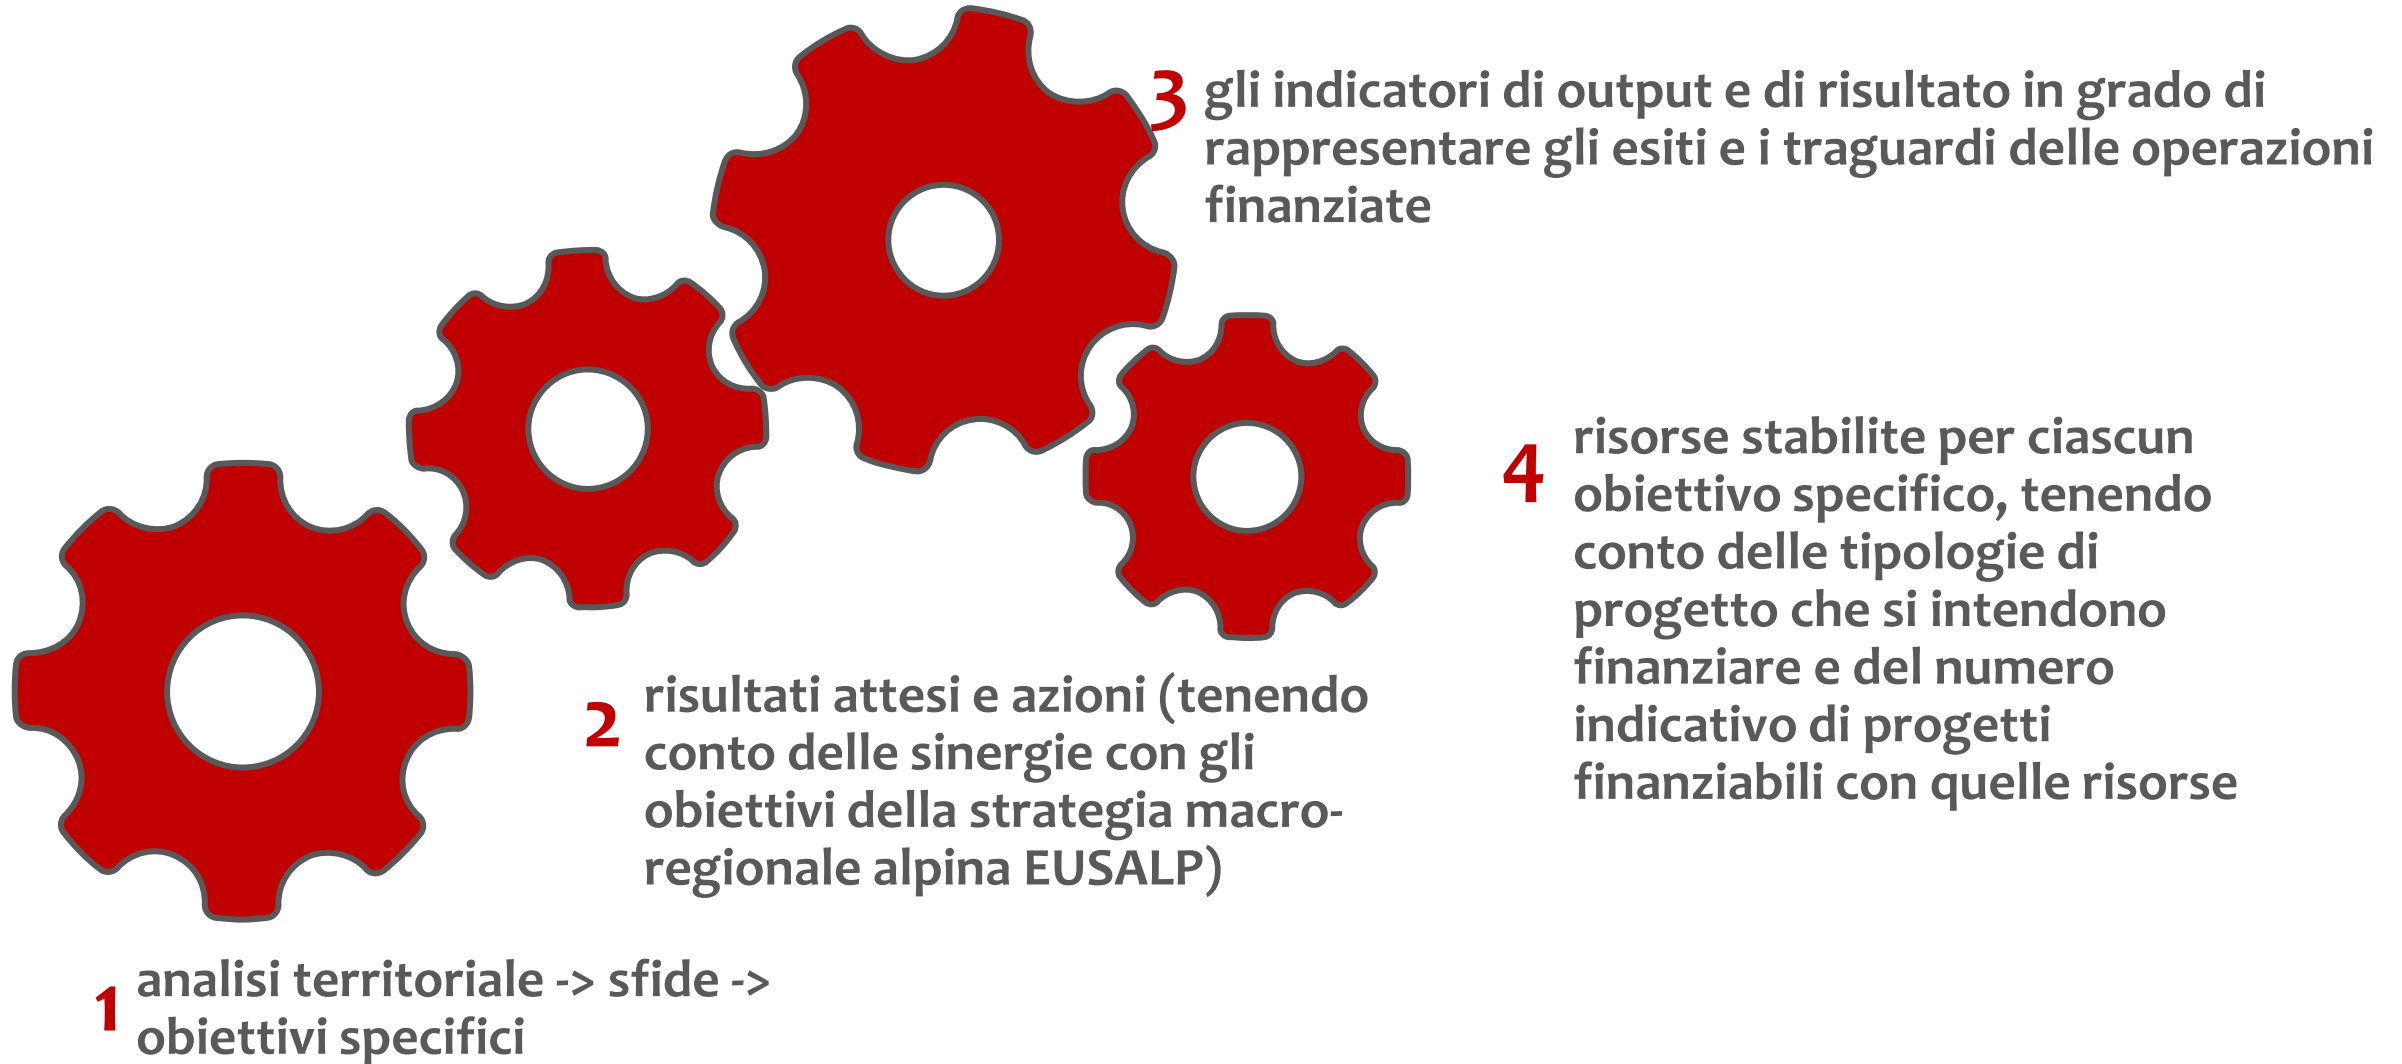 1 analisi territoriale -> sfide ->
obiettivi specifici
2 risultati attesi e azioni (tenendo
conto delle sinergie con gli
obiettivi della strategia macro-
regionale alpina EUSALP)
3 gli indicatori di output e di risultato in grado di
rappresentare gli esiti e i traguardi delle operazioni
finanziate
4 risorse stabilite per ciascun
obiettivo specifico, tenendo
conto delle tipologie di
progetto che si intendono
finanziare e del numero
indicativo di progetti
finanziabili con quelle risorse